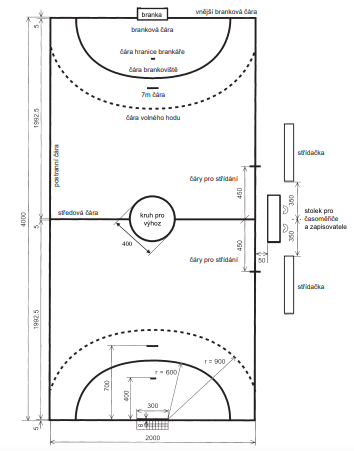 branka
vnější branková čára
branková čára
5
čára hranice brankáře
čára brankoviště
7m čára
čára volného hodu
1992.5
postranní čára
čáry pro střídání
450
střídačka
350
středová čára
kruh pro
výhoz
stolek pro
časoměřiče
a zapisovatele
4000
5
400
450
350
50
čáry pro střídání
střídačka
1992.5
r = 900
r = 600
700
400
300
8
5
2000